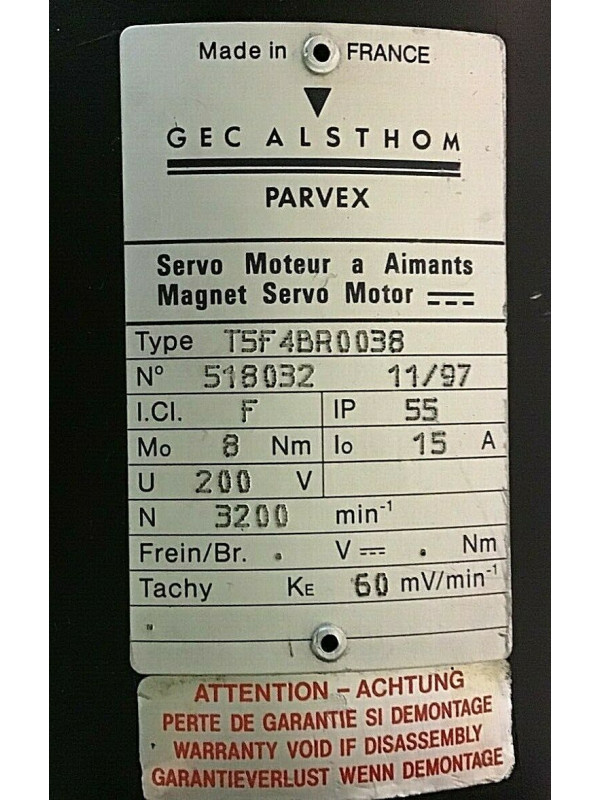 Made in FRANCE
GEC ALSTHOM
PARVEX
Servo Moteur a Aimants
Magnet Servo Motor
Type T5F4BR0038
N° 518032 11/97
I.Cl. F IP 55
Mo 8 Nm Io 15 A
U 200 V
N 3200 min-1
Frein/Br. . V . Nm
Tachy KE 60 mV/min-1
ATTENTION – ACHTUNG
PERTE DE GARANTIE SI DEMONTAGE
WARRANTY VOID IF DISASSEMBLY
GARANTIEVERLUST WENN DEMONTAGE